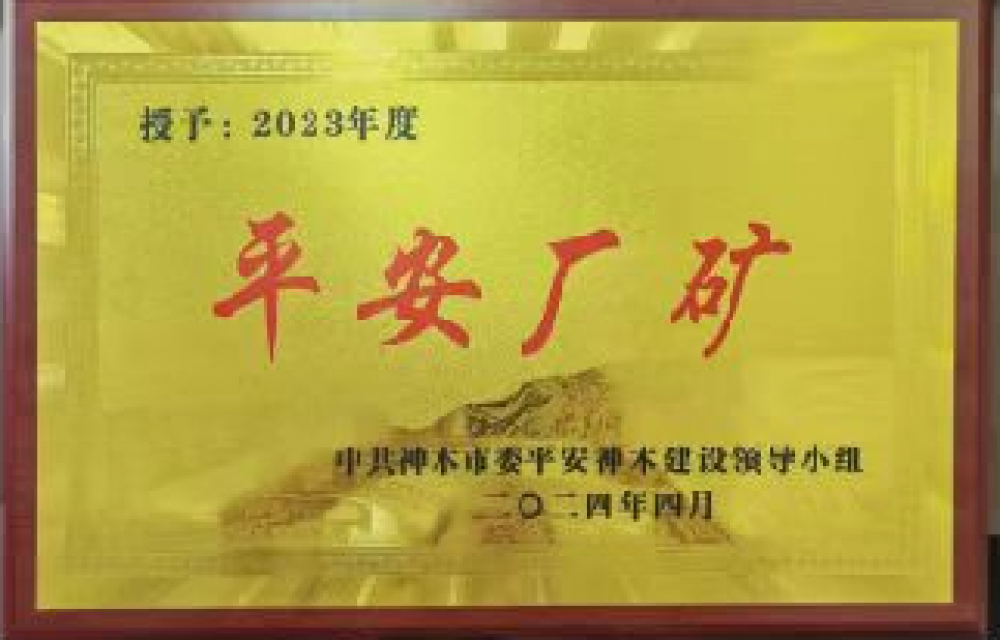 授予：2023年度
平安厂矿
中共神木市委平安神木建设领导小组
二〇二四年四月